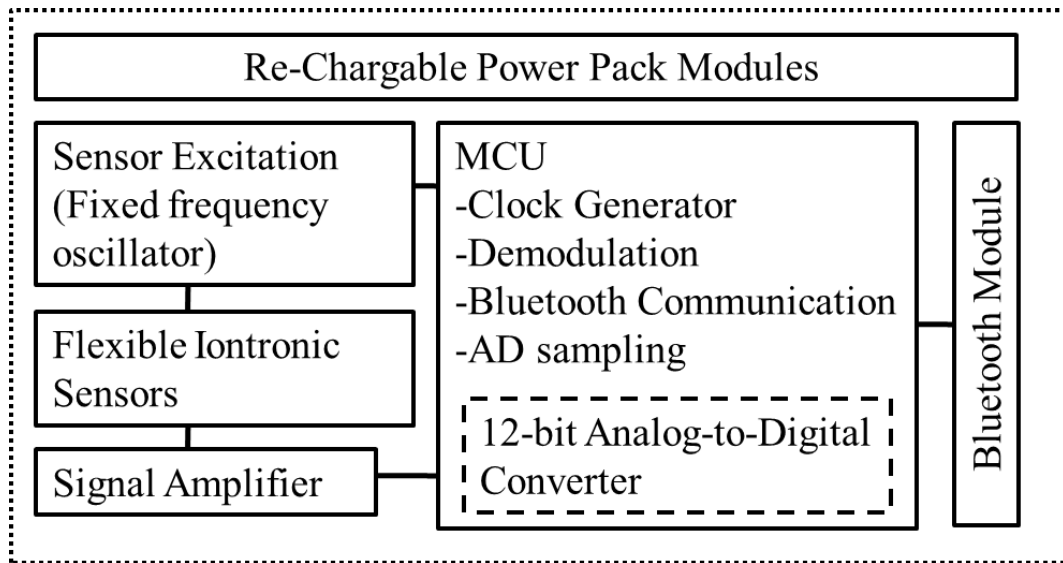 Re-Chargable Power Pack Modules
Sensor Excitation
(Fixed frequency
oscillator)
Flexible Iontronic
Sensors
Signal Amplifier
MCU
-Clock Generator
-Demodulation
-Bluetooth Communication
-AD sampling
12-bit Analog-to-Digital
Converter
Bluetooth Module